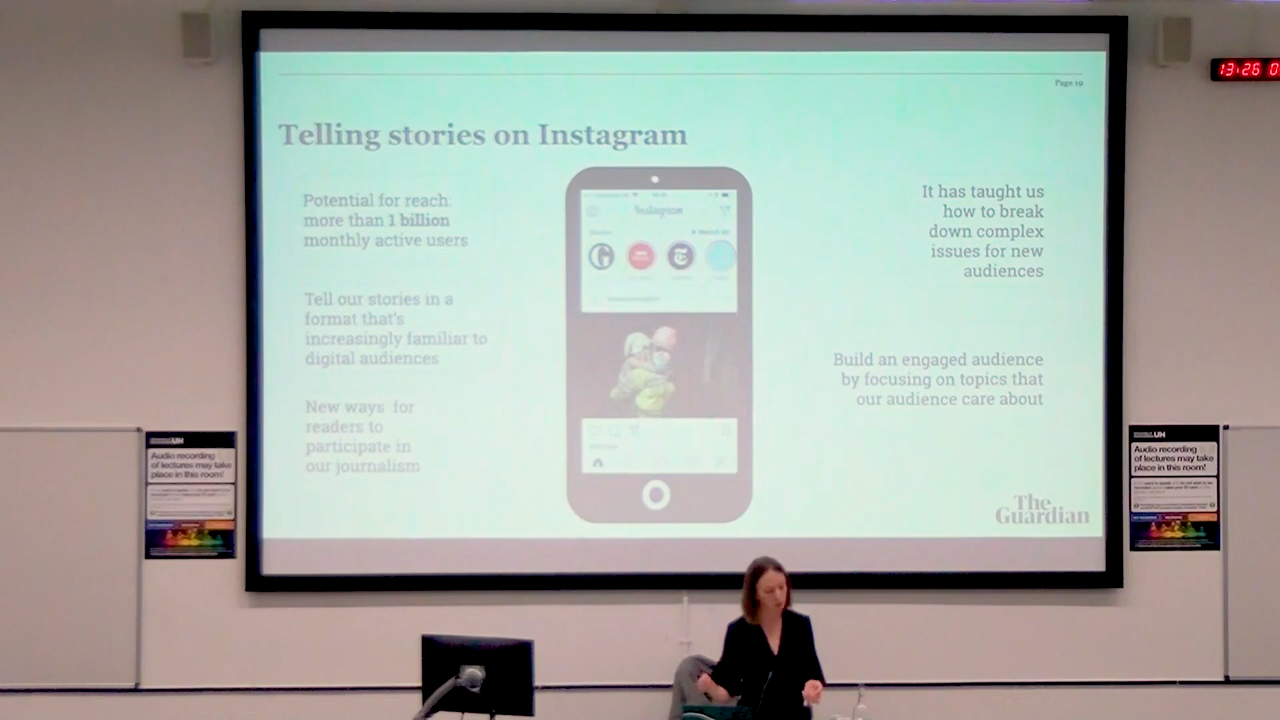 13:26 0
Page 19
Telling stories on Instagram
Potential for reach:
more than 1 billion
monthly active users
Tell our stories in a
format that's
increasingly familiar to
digital audiences
New ways for
readers to
participate in
our journalism
Instagram
It has taught us
how to break
down complex
issues for new
audiences
Build an engaged audience
by focusing on topics that
our audience care about
The
Guardian
UH
Audio recording
of lectures may take
place in this room!
UH
Audio recording
of lectures may take
place in this room!